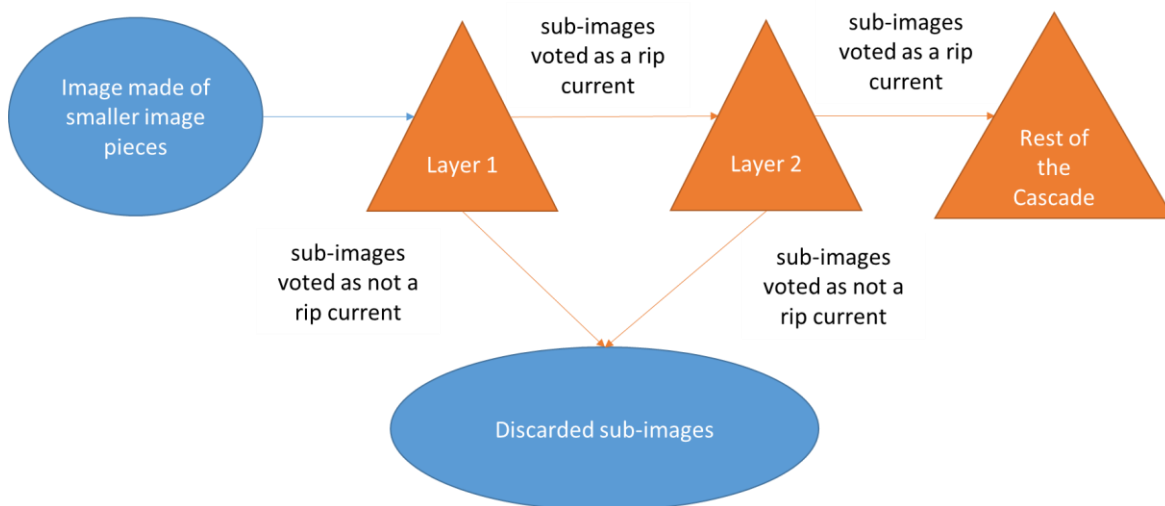 Image made of
smaller image
pieces
Layer 1
sub-images
voted as a rip
current
Layer 2
sub-images
voted as a rip
current
Rest of
the
Cascade
sub-images
voted as not a
rip current
sub-images
voted as not a
rip current
Discarded sub-images